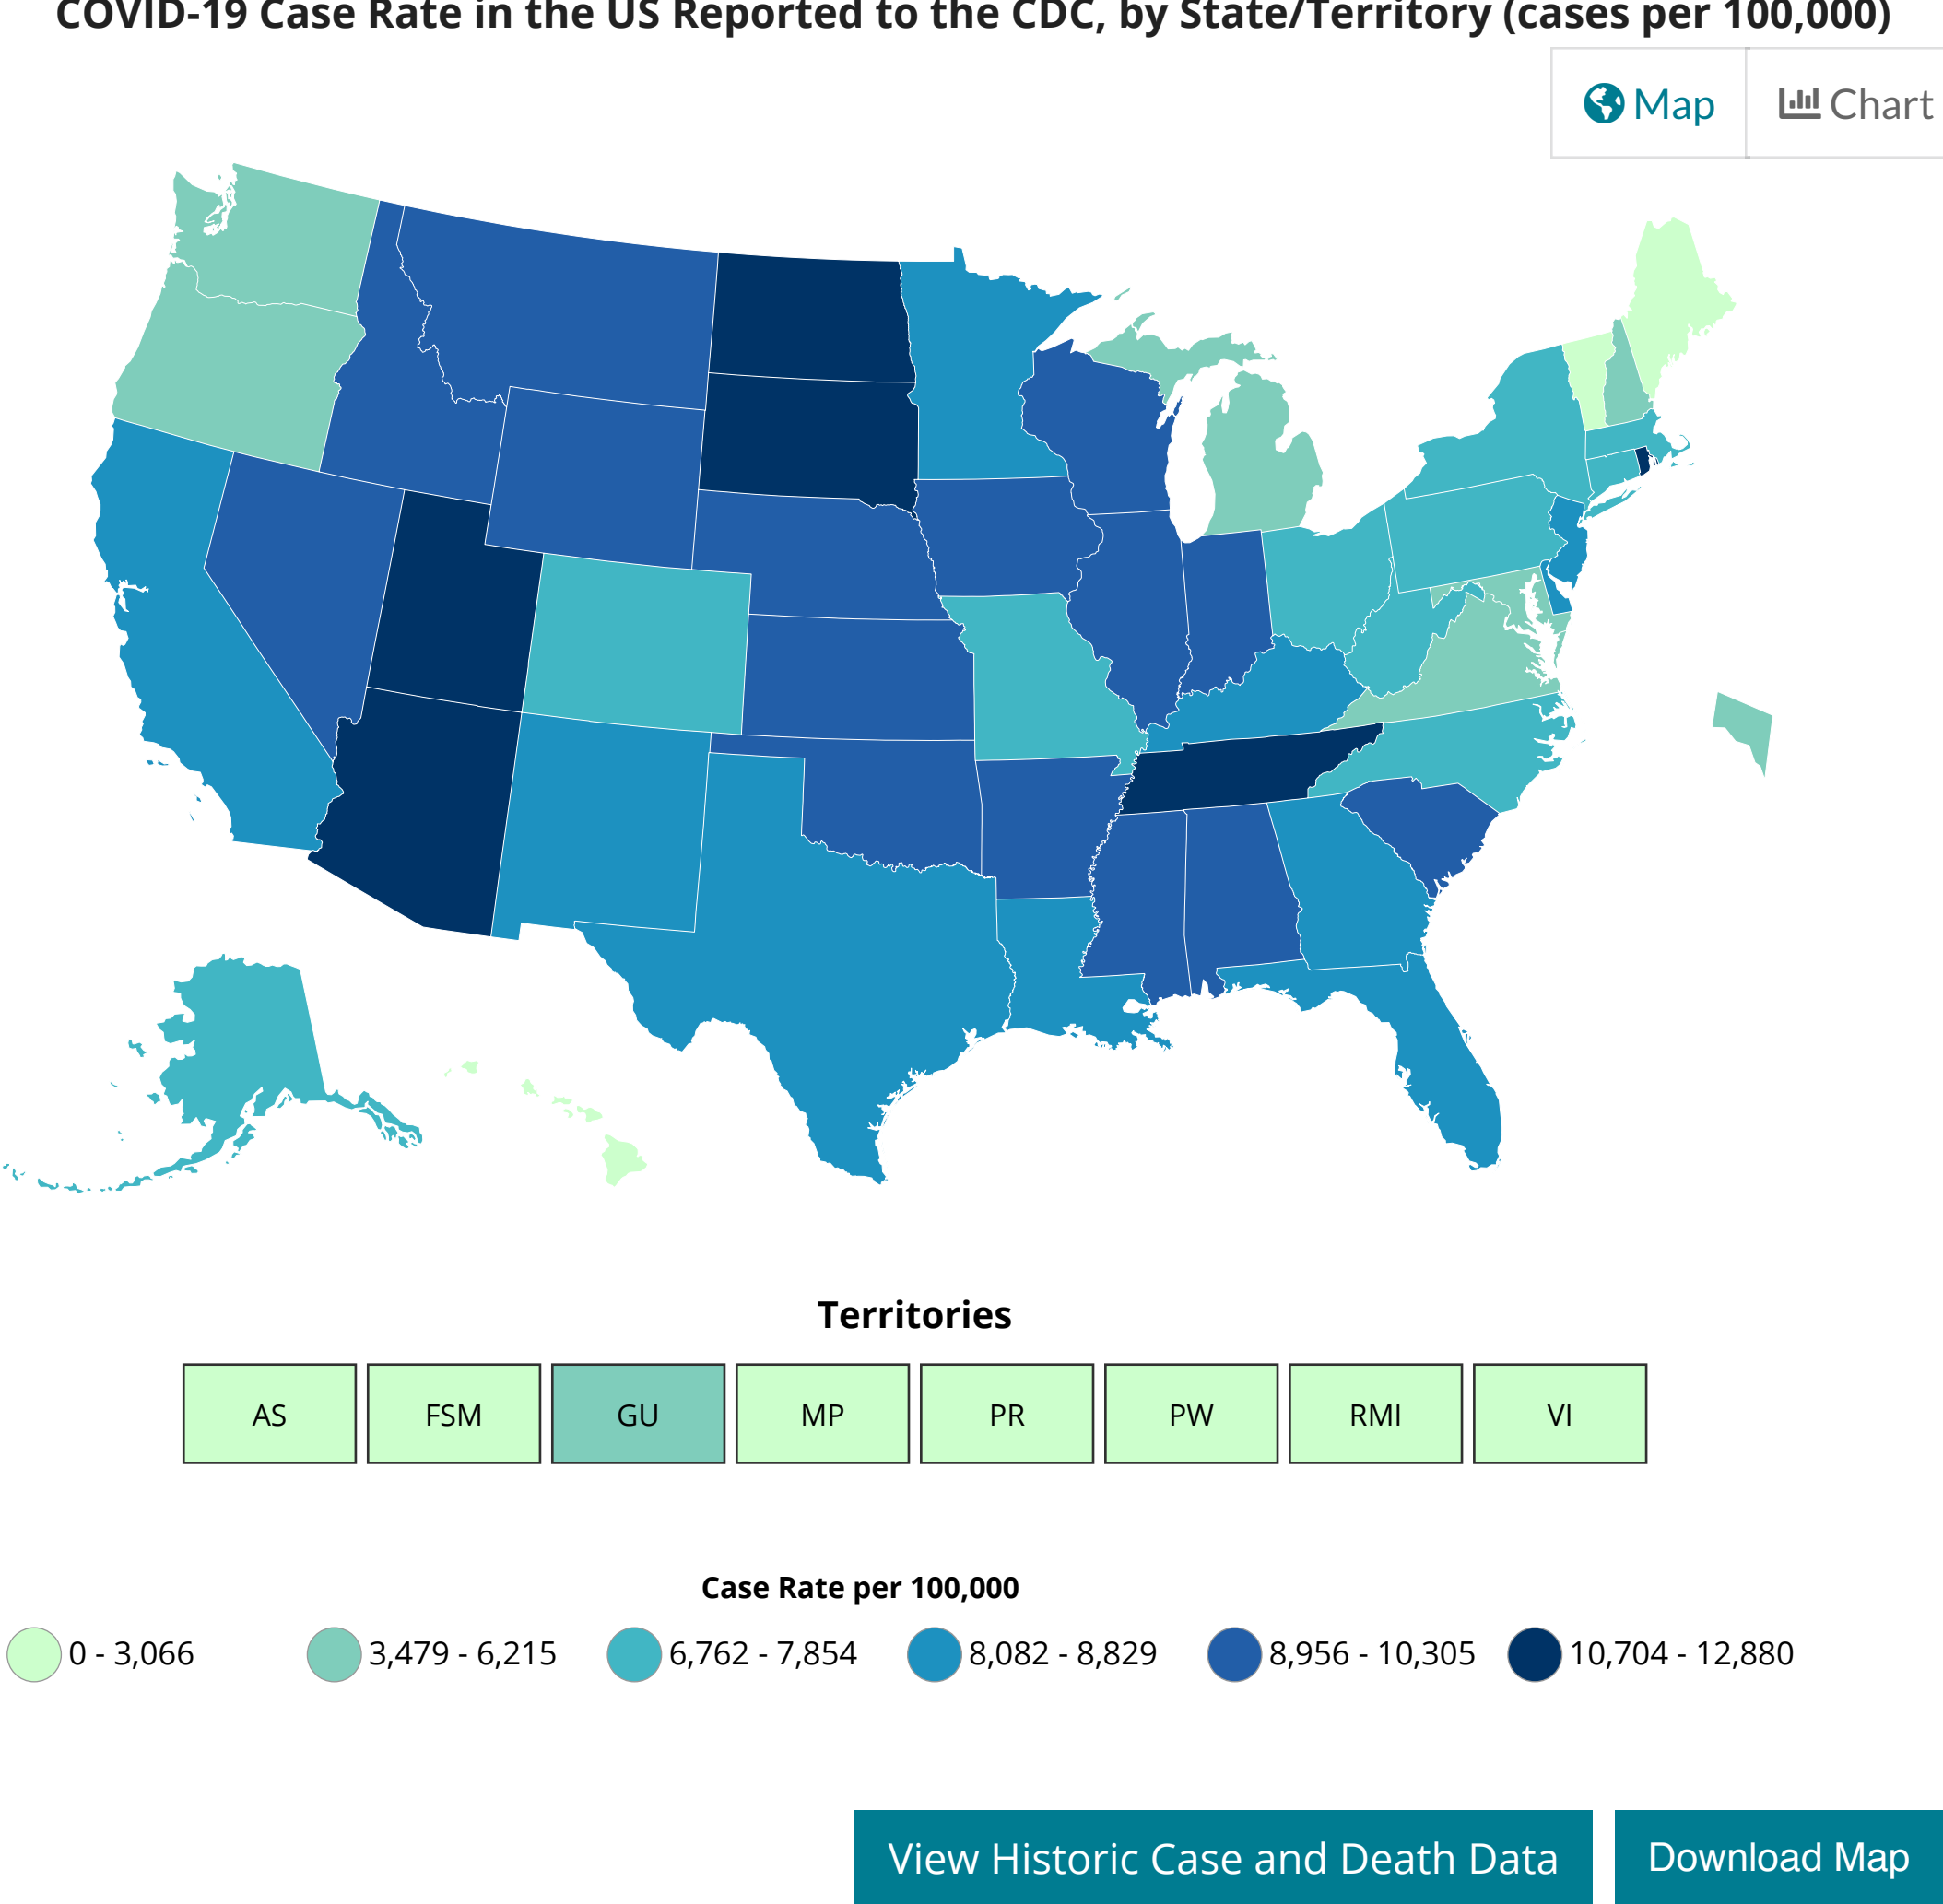 COVID-19 Case Rate in the US Reported to the CDC, by State/Territory (cases per 100,000)
Map Chart
Territories
AS FSM GU MP PR PW RMI VI
Case Rate per 100,000
0 - 3,066 3,479 - 6,215 6,762 - 7,854 8,082 - 8,829 8,956 - 10,305 10,704 - 12,880
View Historic Case and Death Data Download Map